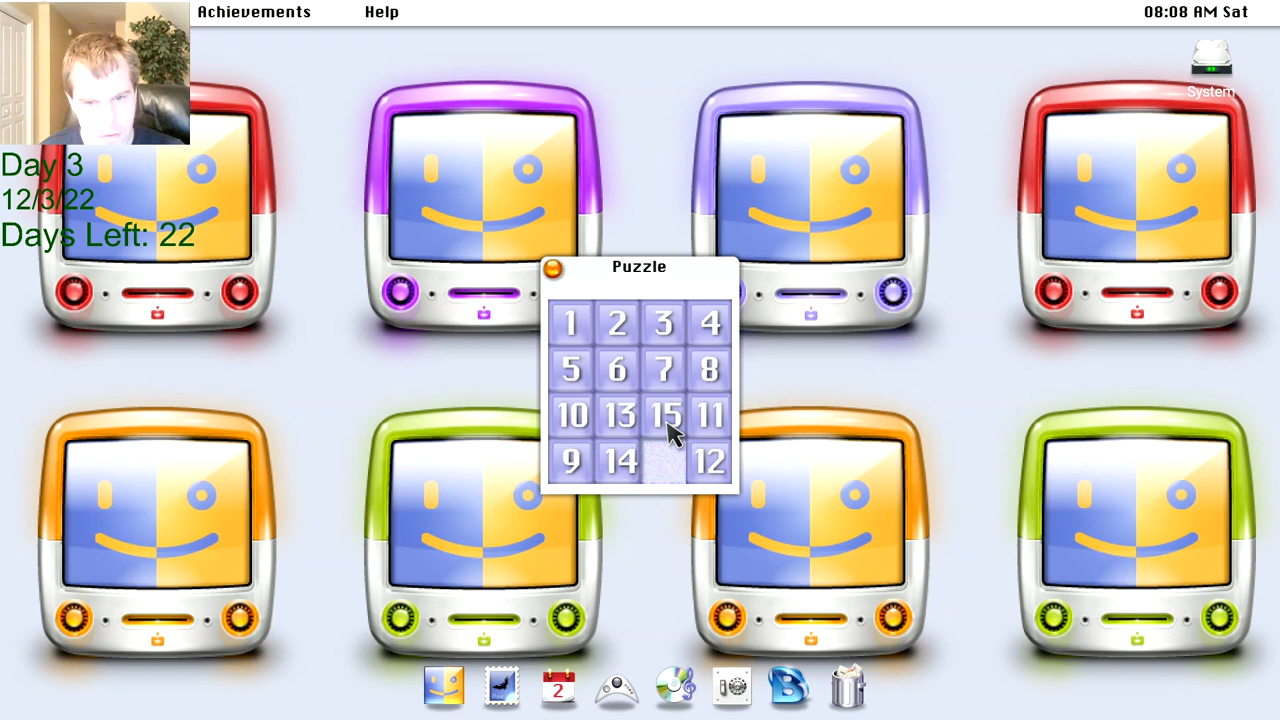 Achievements Help 08:08 AM Sat
System
Day 3
12/3/22
Days Left: 22
Puzzle
1 2 3 4
5 6 7 8
10 13 15 11
9 14 12
2 B